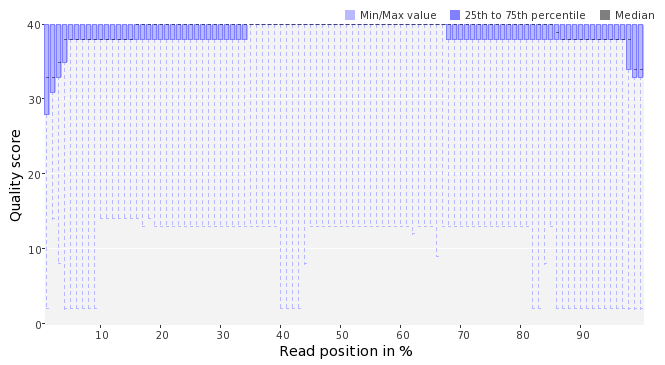 Min/Max value 25th to 75th percentile Median
40
30
20
10
0
Quality score
10 20 30 40 50 60 70 80 90
Read position in %